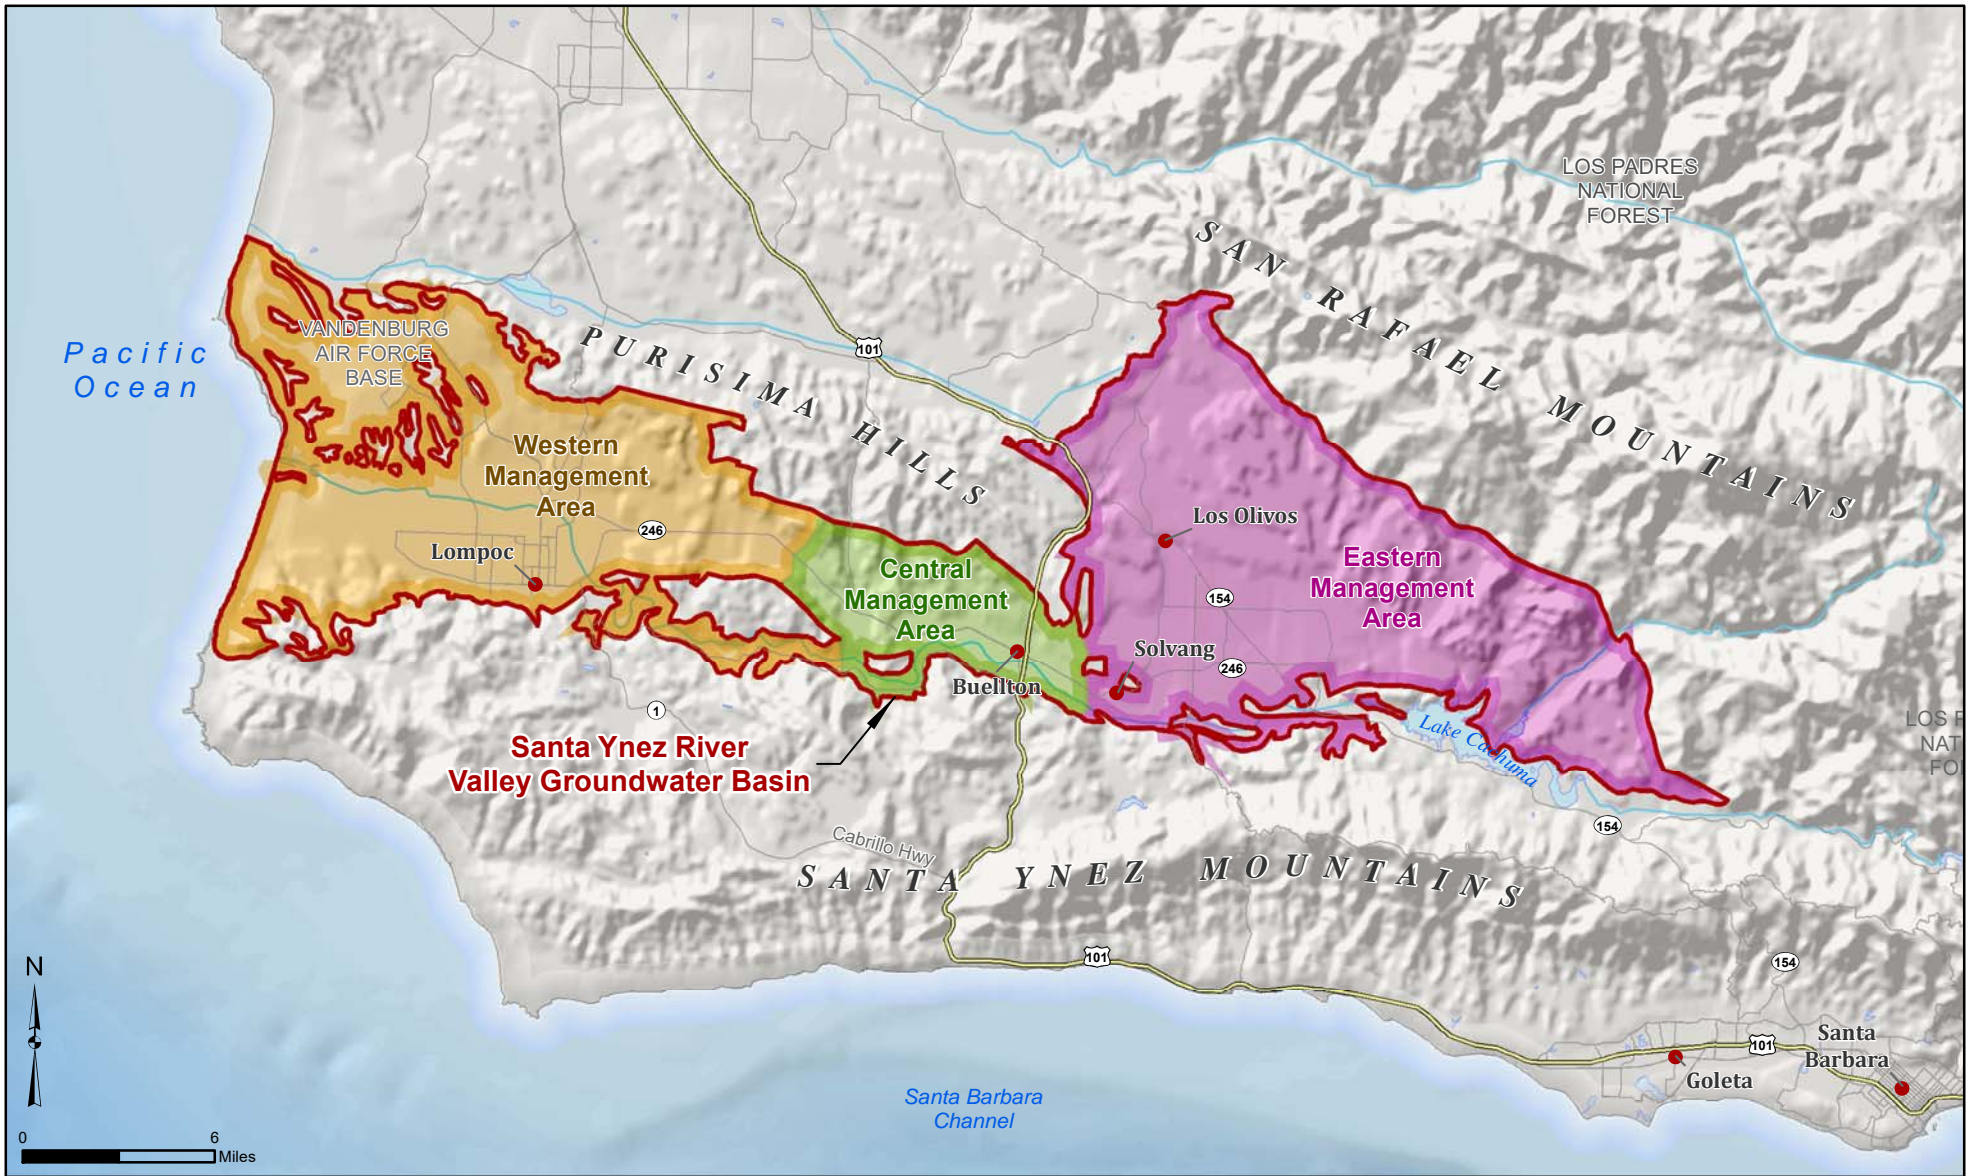 LOS PADRES
NATIONAL
FOREST
SAN RAFAEL MOUNTAINS
VANDENBURG
AIR FORCE
BASE
Pacific
Ocean
PURISIMA HILLS
101
Western
Management
Area
246
Lompoc
Los Olivos
Central
Management
Area
Eastern
Management
Area
154
Solvang
246
Buellton
1
Santa Ynez River
Valley Groundwater Basin
Lake Cachuma
LOS
NAT
FO
154
Cabrillo Hwy
SANTA YNEZ MOUNTAINS
101
154
N
Santa
Barbara
101
Goleta
Santa Barbara
Channel
0 6
Miles